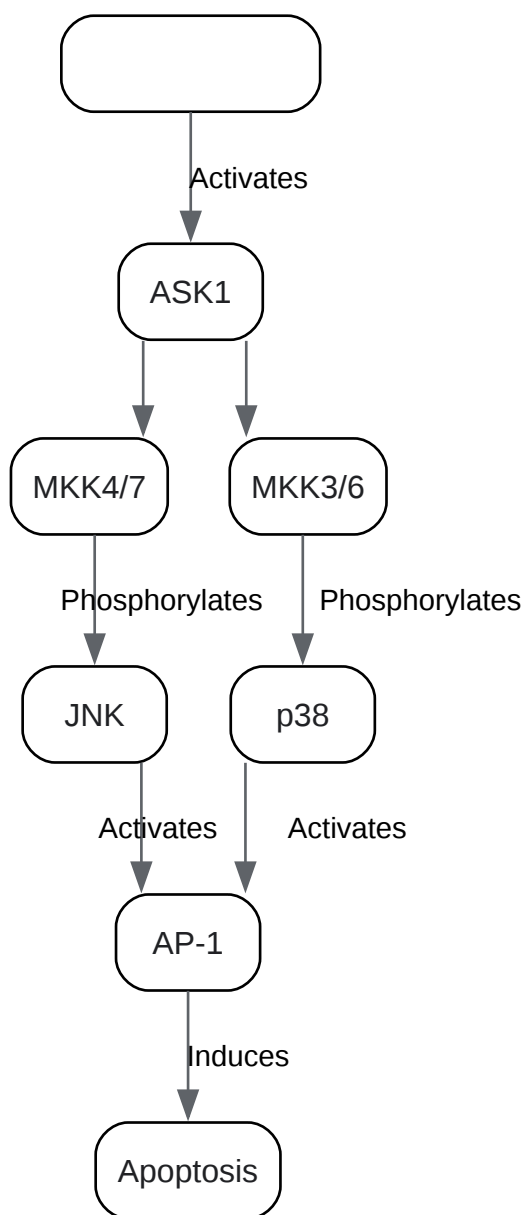 Activates
ASK1
MKK4/7
MKK3/6
Phosphorylates
Phosphorylates
JNK
p38
Activates
Activates
AP-1
Induces
Apoptosis